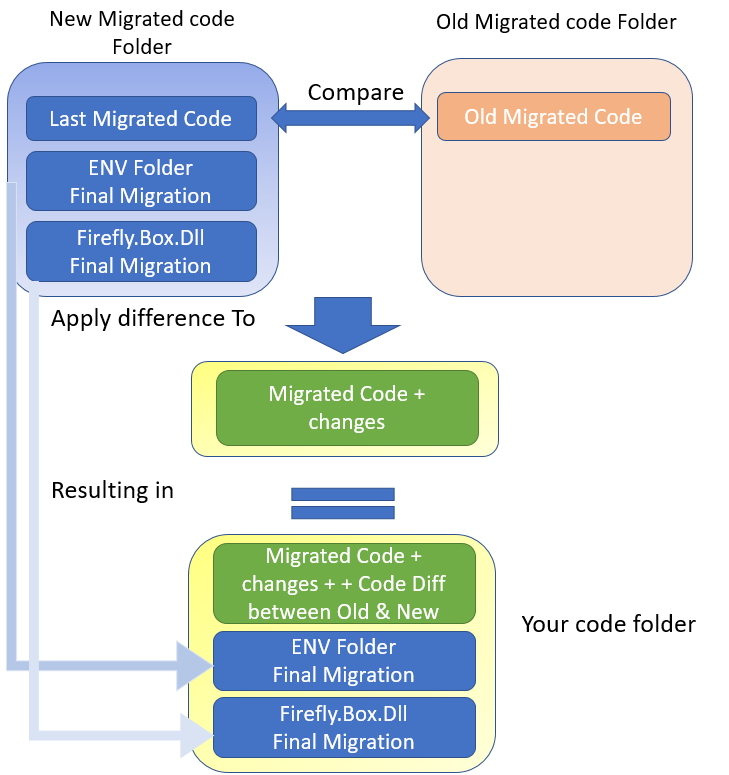 New Migrated code
Folder
Old Migrated code Folder
Compare
Last Migrated Code
Old Migrated Code
ENV Folder
Final Migration
Firefly.Box.Dll
Final Migration
Apply difference To
Migrated Code +
changes
Resulting in
Migrated Code +
changes + + Code Diff
between Old & New
Your code folder
ENV Folder
Final Migration
Firefly.Box.Dll
Final Migration